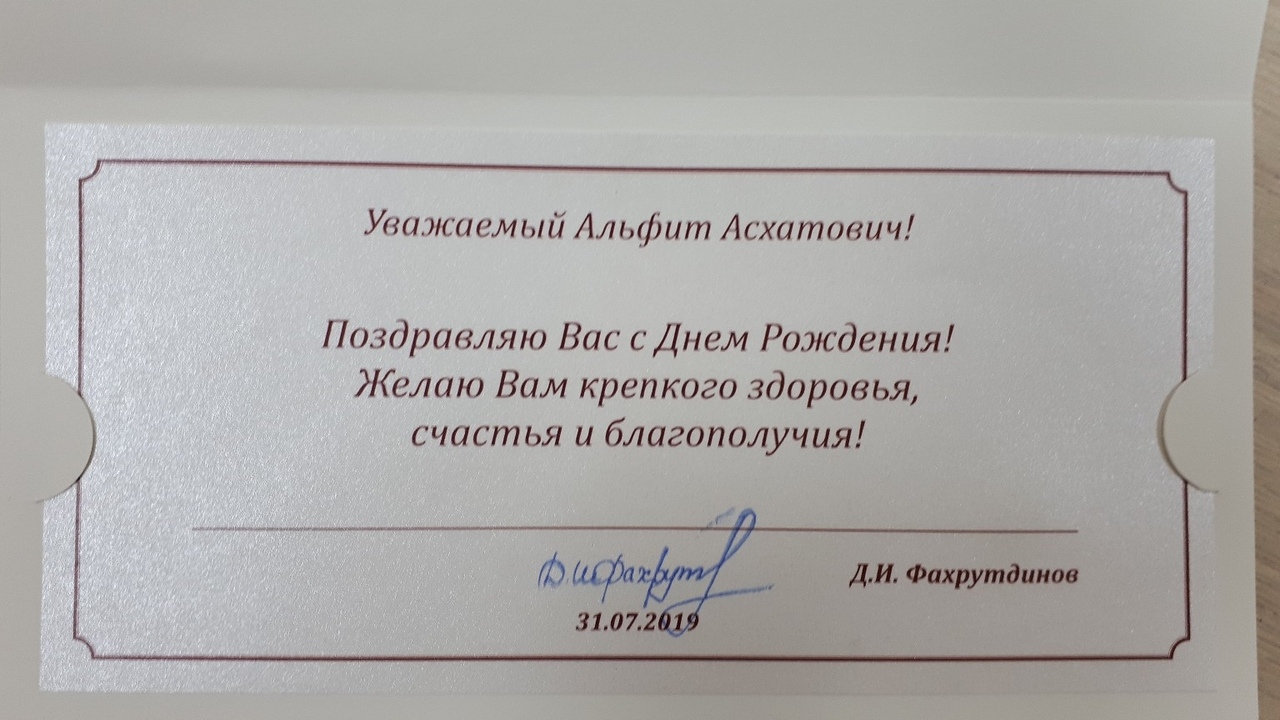 Уважаемый Альфит Асхатович!
Поздравляю Вас с Днем Рождения!
Желаю Вам крепкого здоровья,
счастья и благополучия!
Д.И. Фахрутдинов
31.07.2019